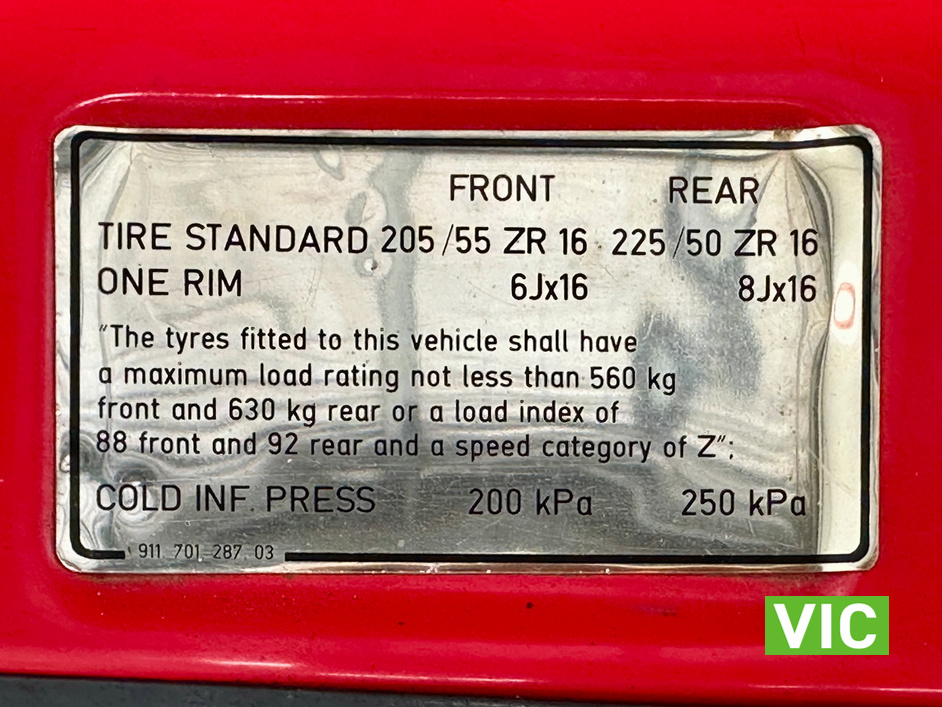 FRONT REAR
TIRE STANDARD 205/55 ZR 16 225/50 ZR 16
ONE RIM 6Jx16 8Jx16
"The tyres fitted to this vehicle shall have
a maximum load rating not less than 560 kg
front and 630 kg rear or a load index of
88 front and 92 rear and a speed category of Z";
COLD INF. PRESS 200 kPa 250 kPa
911 701 287 03
VIC